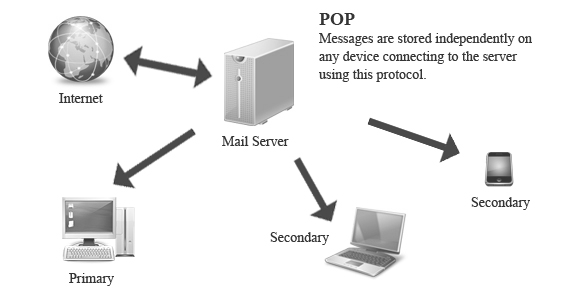 POP
Messages are stored independently on
any device connecting to the server
using this protocol.
Internet
Mail Server
Secondary
Secondary
Primary